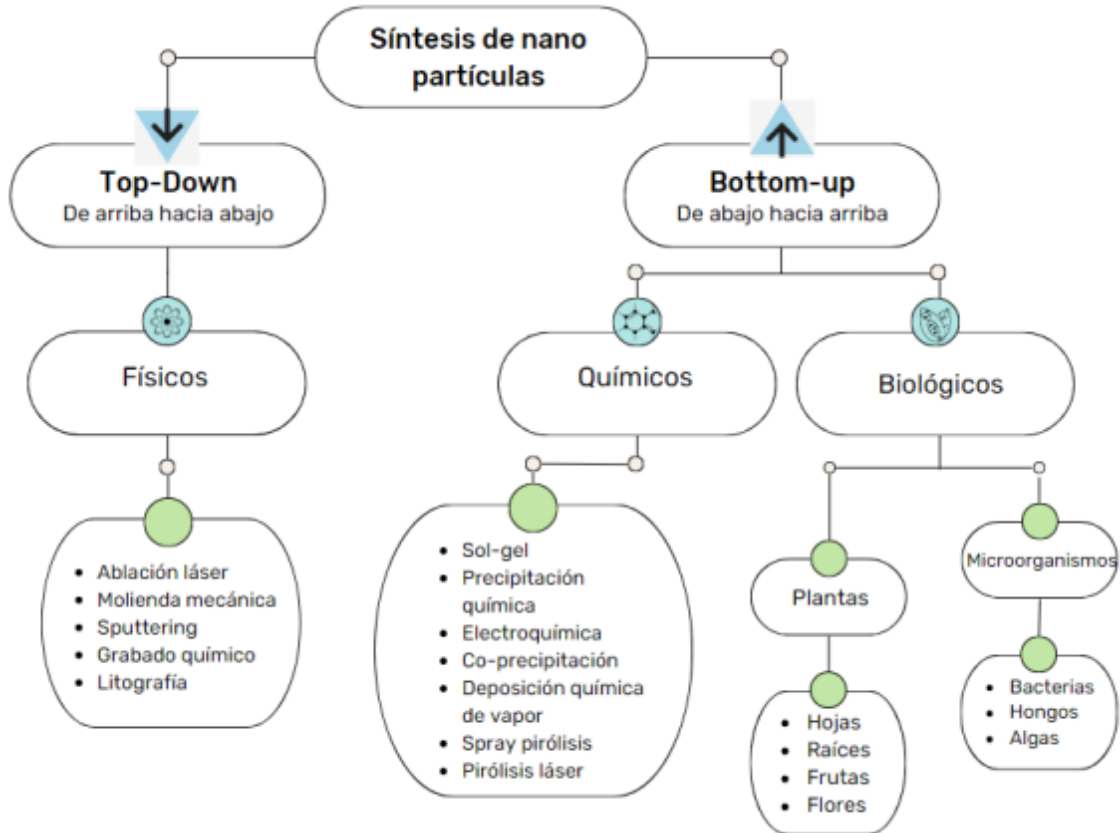 Síntesis de nano
partículas
Top-Down
De arriba hacia abajo
Bottom-up
De abajo hacia arriba
Físicos
Químicos
Biológicos
• Ablación láser
• Molienda mecánica
• Sputtering
• Grabado químico
• Litografía
• Sol-gel
• Precipitación
química
• Electroquímica
• Co-precipitación
• Deposición química
de vapor
• Spray pirólisis
• Pirólisis láser
Plantas
• Hojas
• Raíces
• Frutas
• Flores
Microorganismos
• Bacterias
• Hongos
• Algas